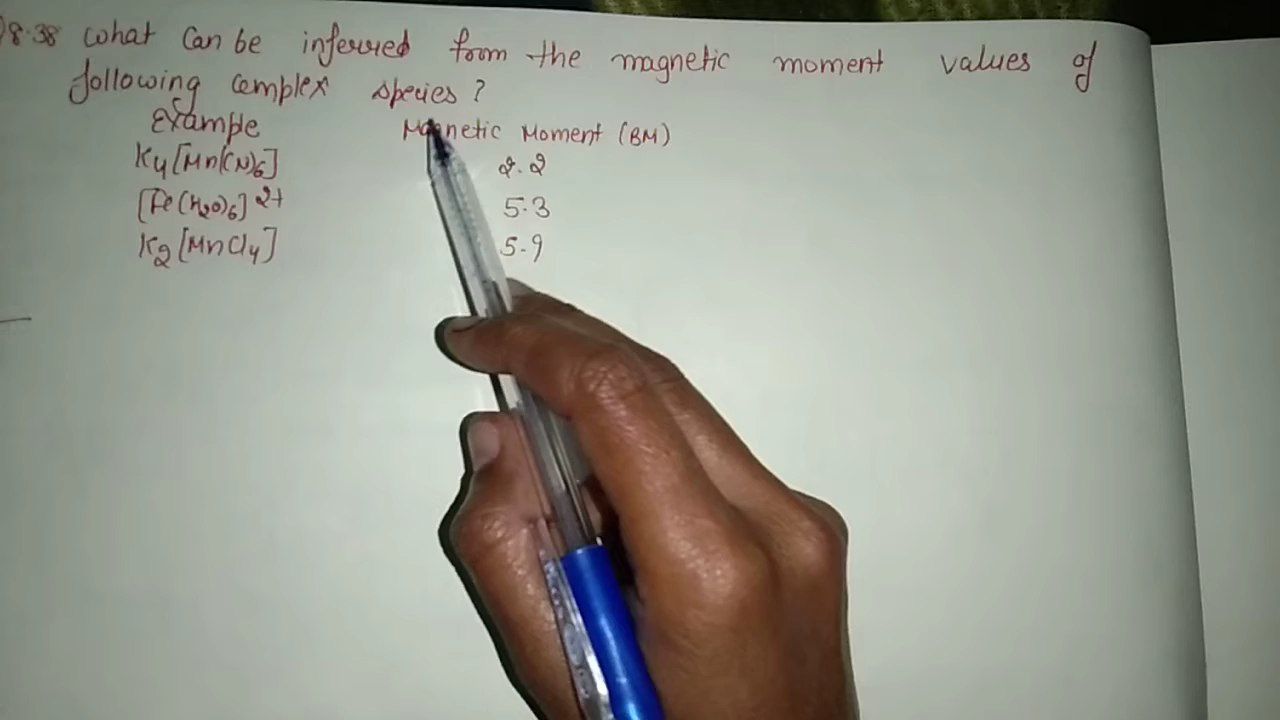 8.38 What can be inferred from the magnetic moment values of
following complex species?
Example Magnetic Moment (BM)
K4[Mn(CN)6] 2.2
[Fe(H2O)6]2+ 5.3
K2[MnCl4] 5.9